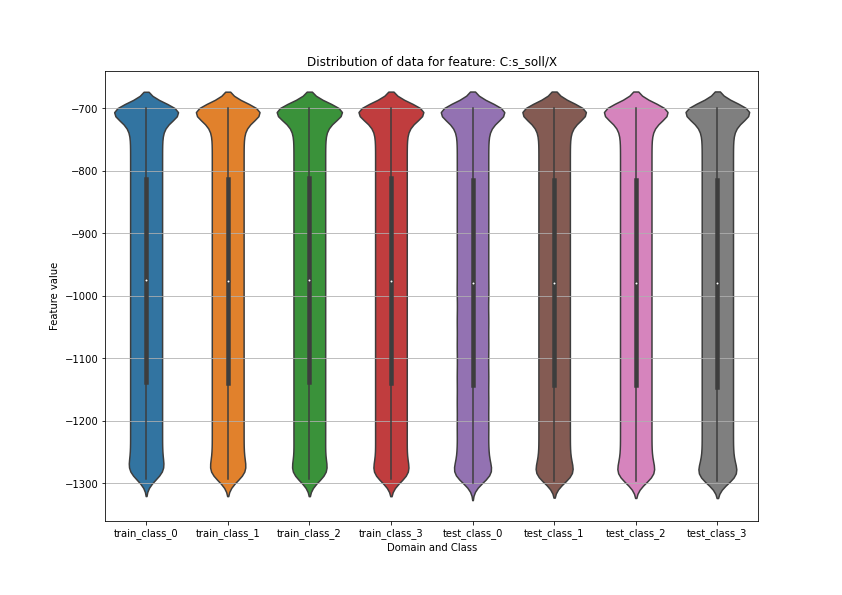 Distribution of data for feature: C:s_soll/X
Feature value
−700
−800
−900
−1000
−1100
−1200
−1300
train_class_0 train_class_1 train_class_2 train_class_3 test_class_0 test_class_1 test_class_2 test_class_3
Domain and Class